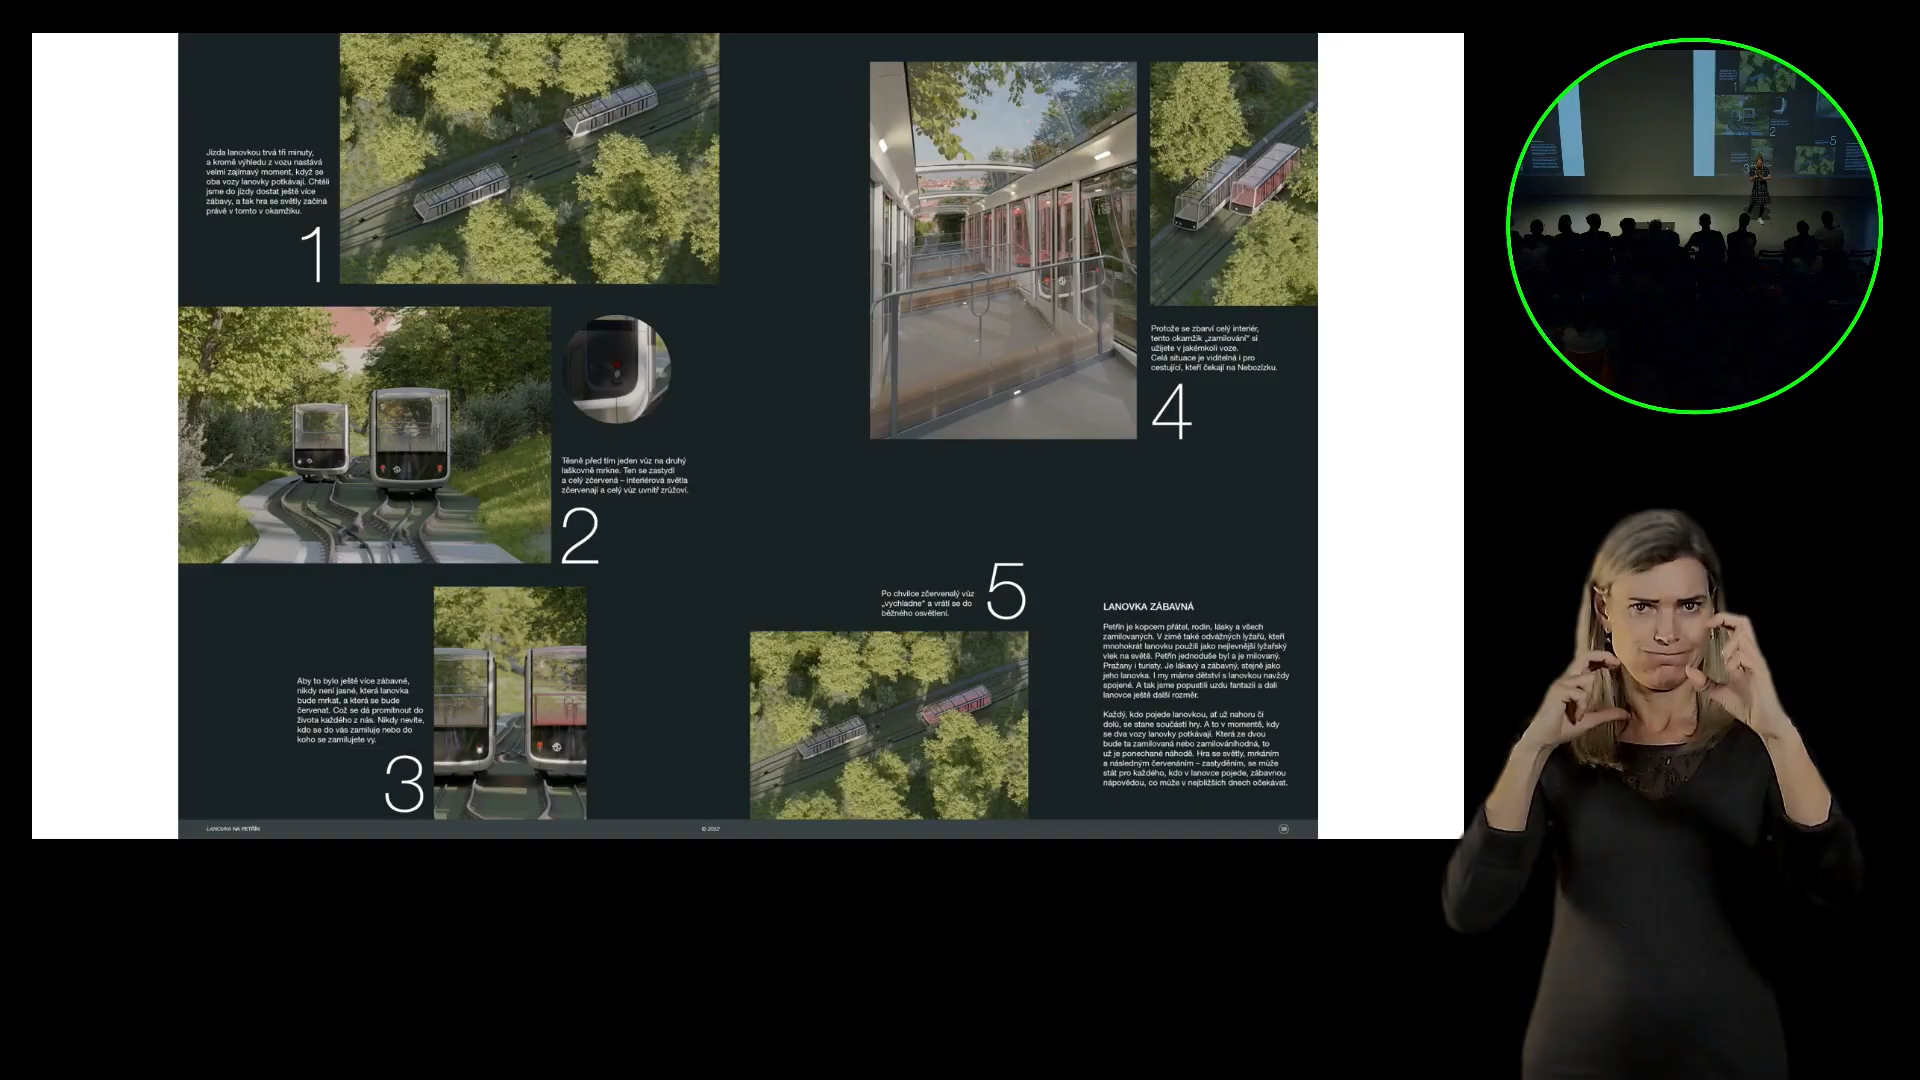 Jízda lanovkou trvá tři minuty,
a kromě výhledu z vozu nastává
velmi zajímavý moment, když se
oba vozy lanovky potkávají. Chtěli
jsme do jízdy dostat ještě více
zábavy, a tak hra se světly začíná
právě v tomto v okamžiku.
1
Těsně před tím jeden vůz na druhý
laškovně mrkne. Ten se zastydí
a celý zčervená – interiérová světla
zčervenají a celý vůz uvnitř zrůžoví.
2
Aby to bylo ještě více zábavné,
nikdy není jasné, která lanovka
bude mrkat, a která se bude
červenat. Což se dá promítnout do
života každého z nás. Nikdy nevíte,
kdo se do vás zamiluje nebo do
koho se zamilujete vy.
3
Protože se zbarví celý interiér,
tento okamžik „zamilování“ si
užijete v jakémkoli voze.
Celá situace je viditelná i pro
cestující, kteří čekají na Nebozízku.
4
Po chvilce zčervenalý vůz
„vychladne“ a vrátí se do
běžného osvětlení.
5
LANOVKA ZÁBAVNÁ
Petřín je kopcem přátel, rodin, lásky a všech
zamilovaných. V zimě také odvážných lyžařů, kteří
mnohokrát lanovku použili jako nejlevnější lyžařský
vlek na světě. Petřín jednoduše byl a je milovaný.
Pražany i turisty. Je lákavý a zábavný, stejně jako
jeho lanovka. I my máme dětství s lanovkou navždy
spojené. A tak jsme popustili uzdu fantazii a dali
lanovce ještě další rozměr.
Každý, kdo pojede lanovkou, ať už nahoru či
dolů, se stane součástí hry. A to v momentě, kdy
se dva vozy lanovky potkávají. Která ze dvou
bude ta zamilovaná nebo zamilováníhodná, to
už je ponechané náhodě. Hra se světly, mrkáním
a následným červenáním – zastyděním, se může
stát pro každého, kdo v lanovce pojede, zábavnou
nápovědou, co může v nejbližších dnech očekávat.
LANOVKA NA PETŘÍN
© 2022